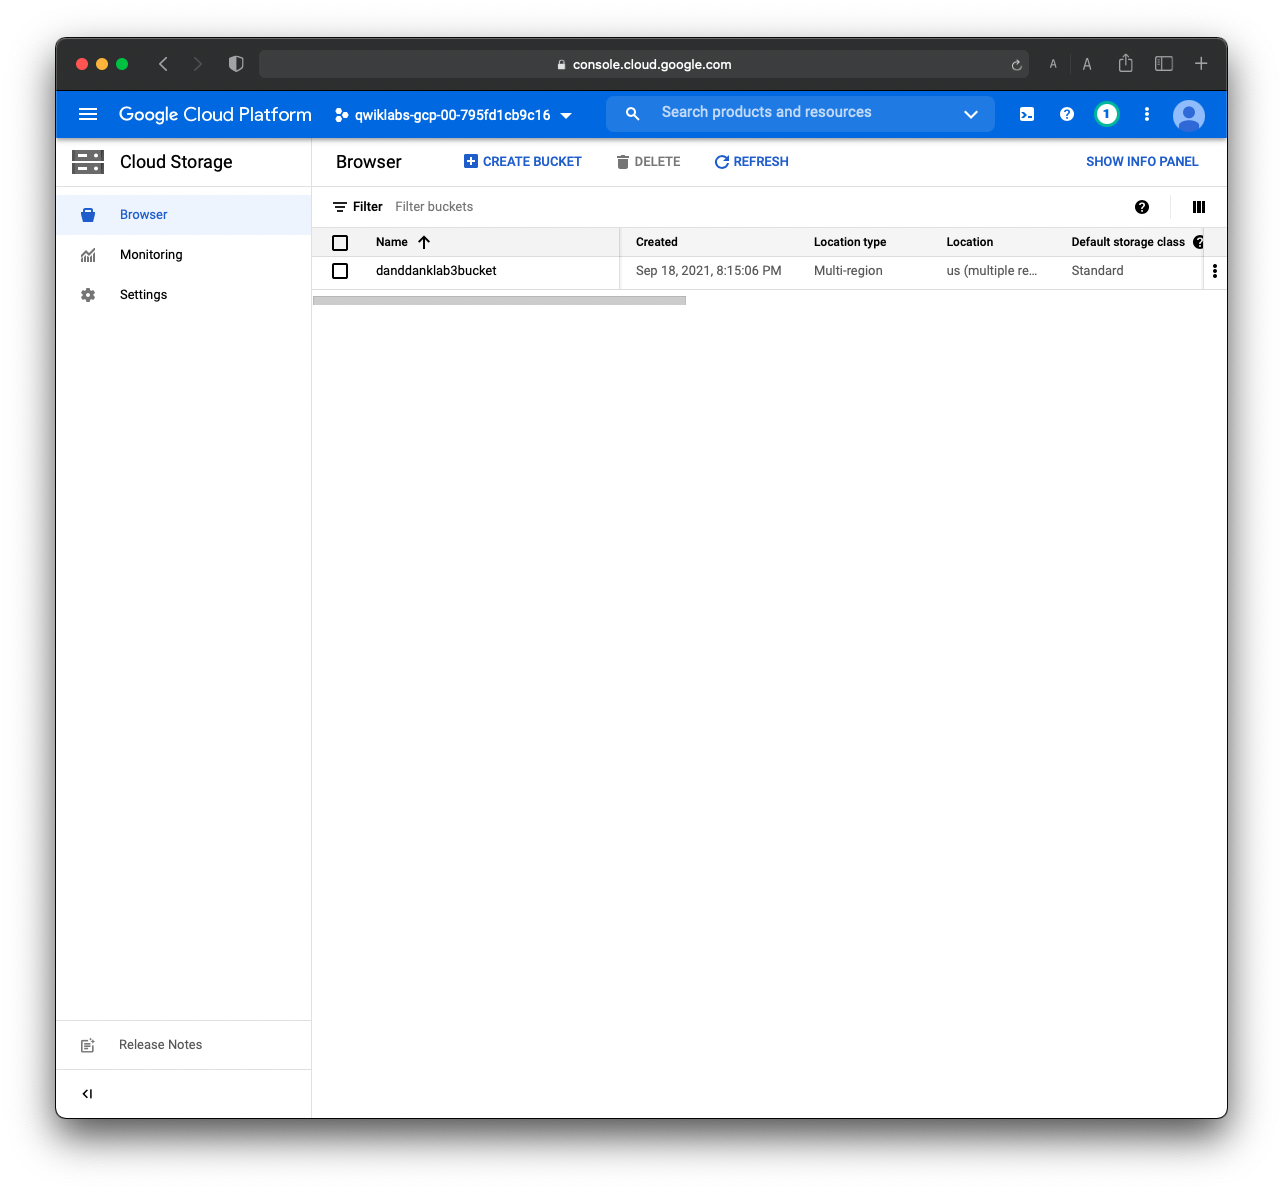 console.cloud.google.com
A A
Google Cloud Platform qwiklabs-gcp-00-795fd1cb9c16 Search products and resources 1
Cloud Storage Browser CREATE BUCKET DELETE REFRESH SHOW INFO PANEL
Browser
Monitoring
Settings
Filter Filter buckets
Name Created Location type Location Default storage class
danddanklab3bucket Sep 18, 2021, 8:15:06 PM Multi-region us (multiple re... Standard
Release Notes